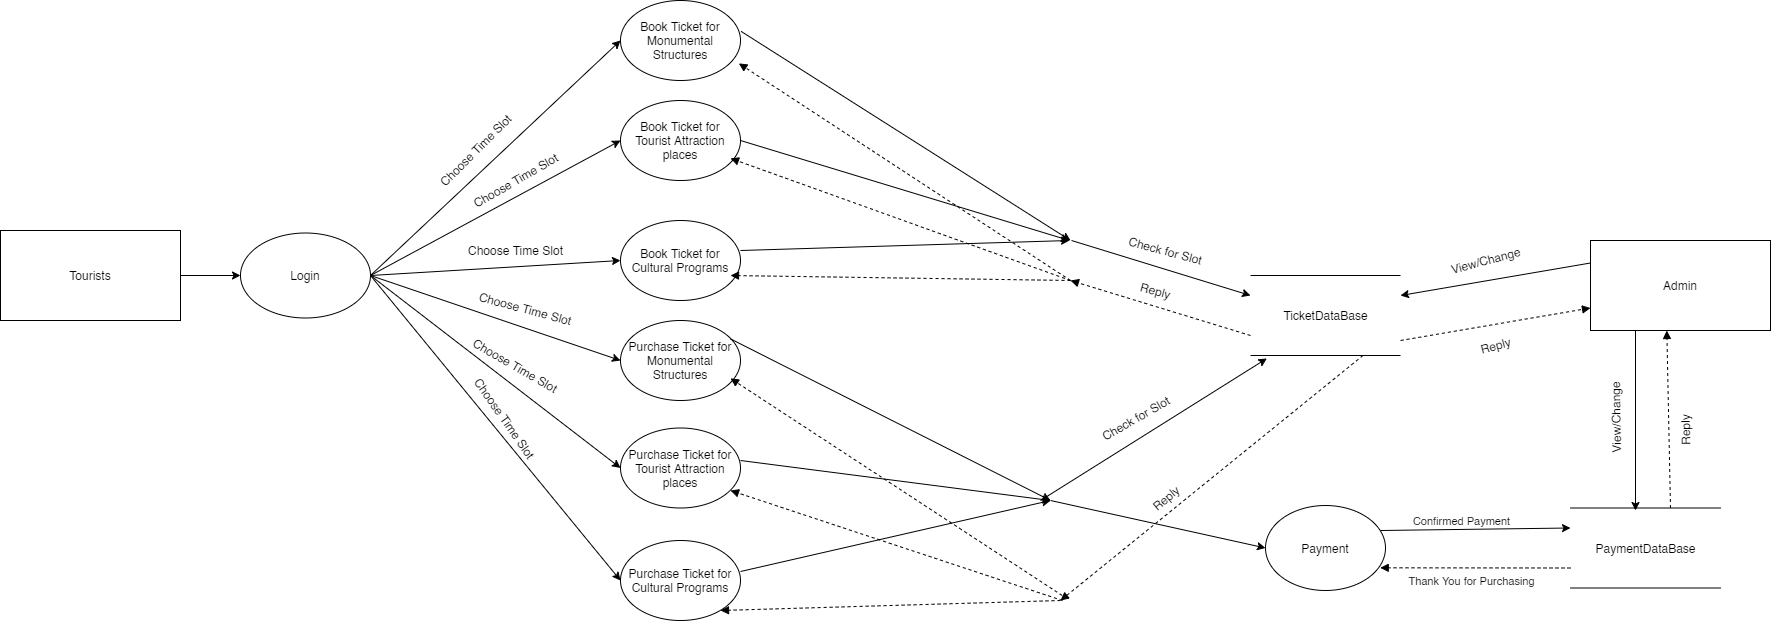 Book Ticket for
Monumental
Structures
Choose Time Slot
Book Ticket for
Tourist Attraction
places
Choose Time Slot
Tourists
Login
Choose Time Slot
Book Ticket for
Cultural Programs
Check for Slot
Reply
View/Change
Admin
TicketDataBase
Reply
Choose Time Slot
Purchase Ticket for
Monumental
Structures
Choose Time Slot
Choose Time Slot
Purchase Ticket for
Tourist Attraction
places
Check for Slot
Reply
View/Change
Reply
Purchase Ticket for
Cultural Programs
Payment
Confirmed Payment
PaymentDataBase
Thank You for Purchasing